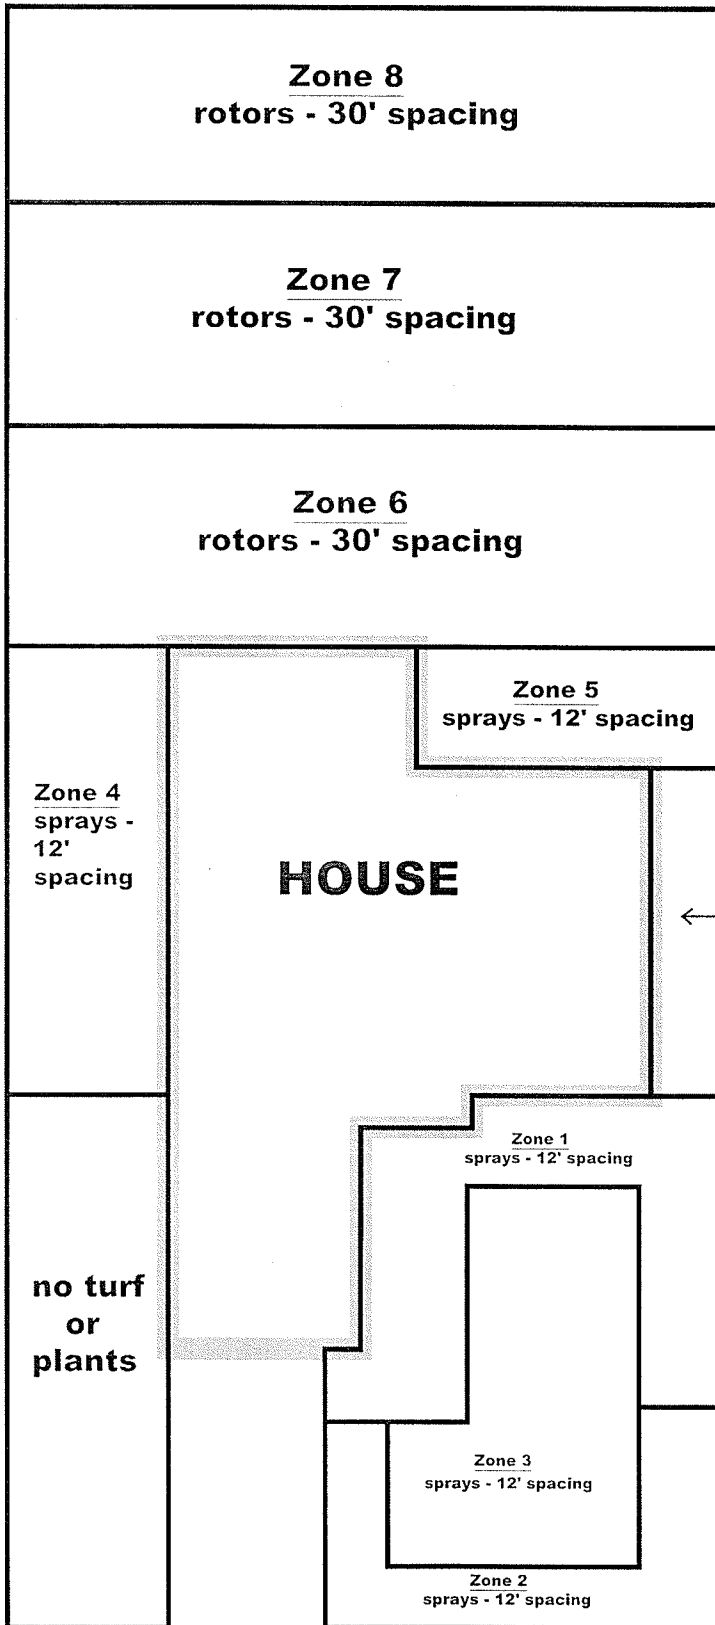 Zone 8
rotors - 30' spacing
Zone 7
rotors - 30' spacing
Zone 6
rotors - 30' spacing
Zone 5
sprays - 12' spacing
Zone 4
sprays -
12'
spacing
HOUSE
Zone 1
sprays - 12' spacing
no turf
or
plants
Zone 3
sprays - 12' spacing
Zone 2
sprays - 12' spacing